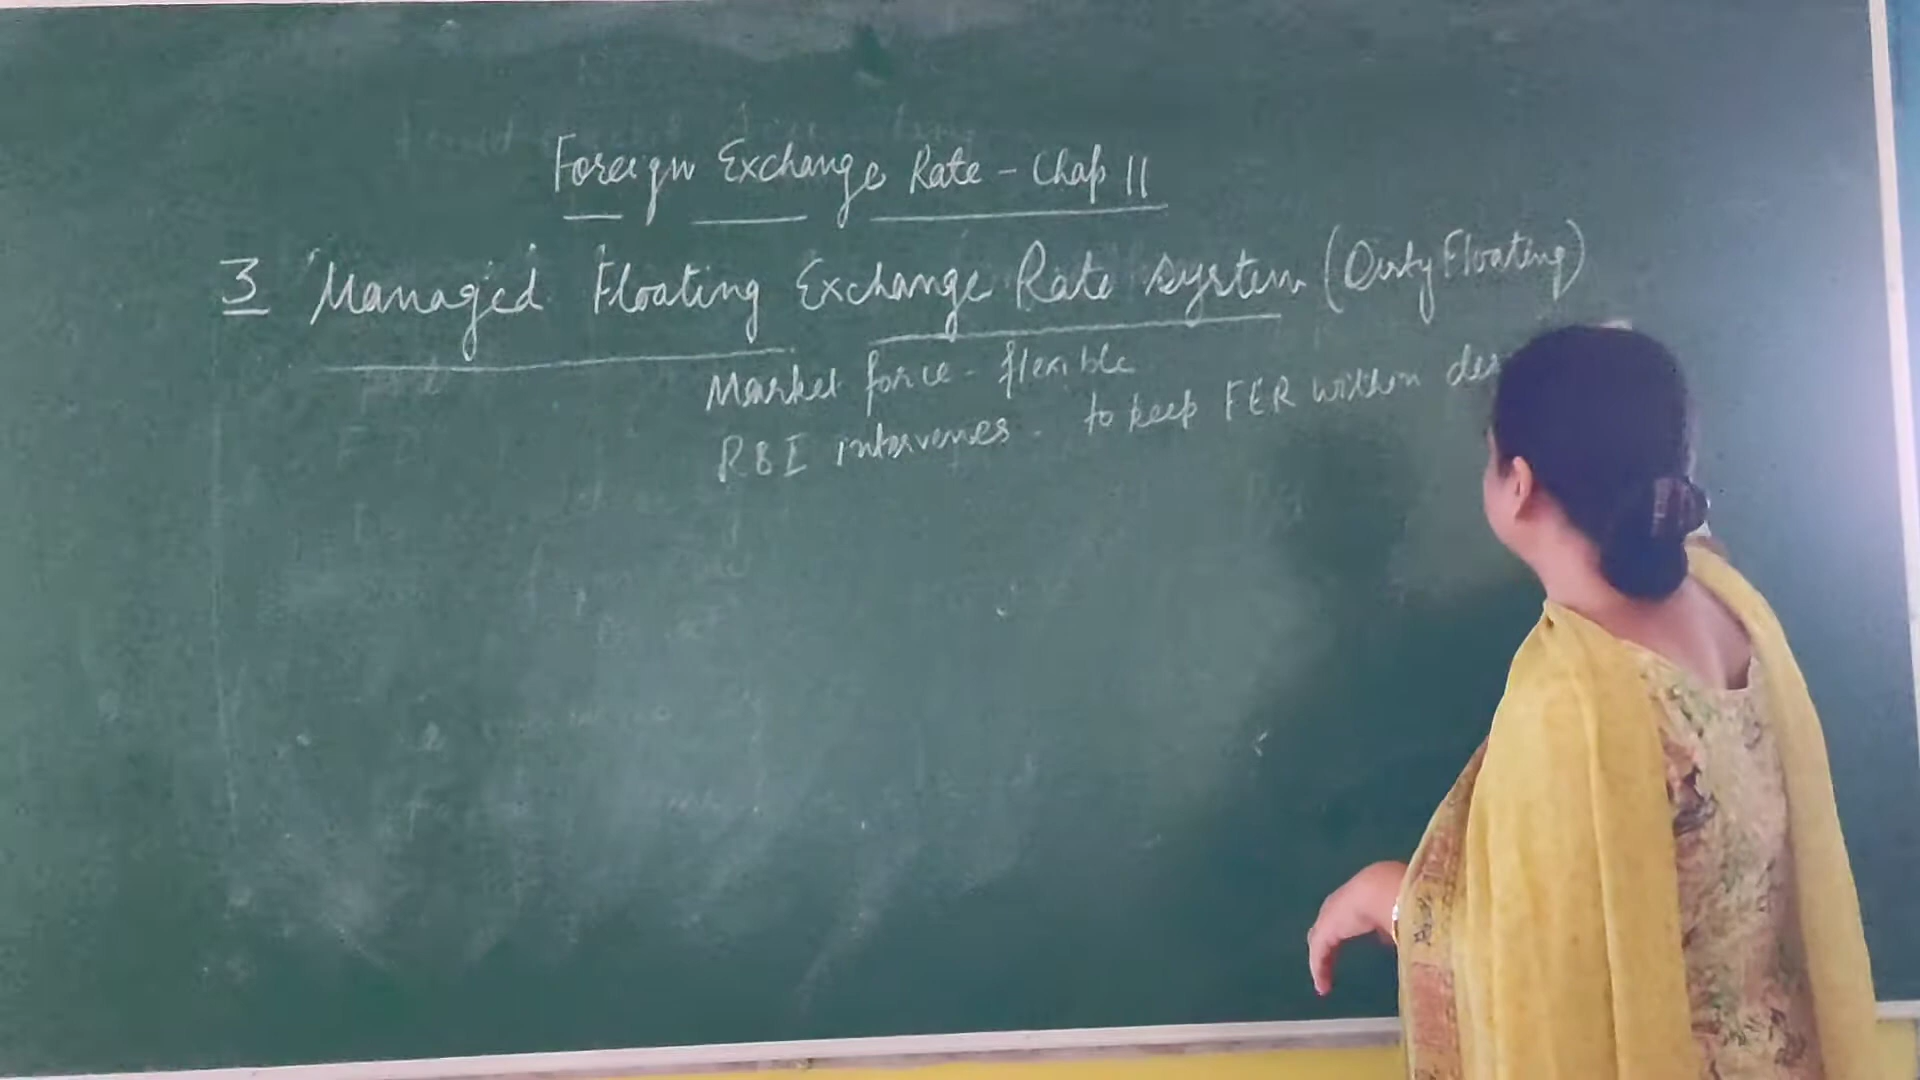 Foreign Exchange Rate - Chap 11
3 Managed Floating Exchange Rate system (Dirty Floating)
Market force - flexible
RBI intervenes - to keep FER within